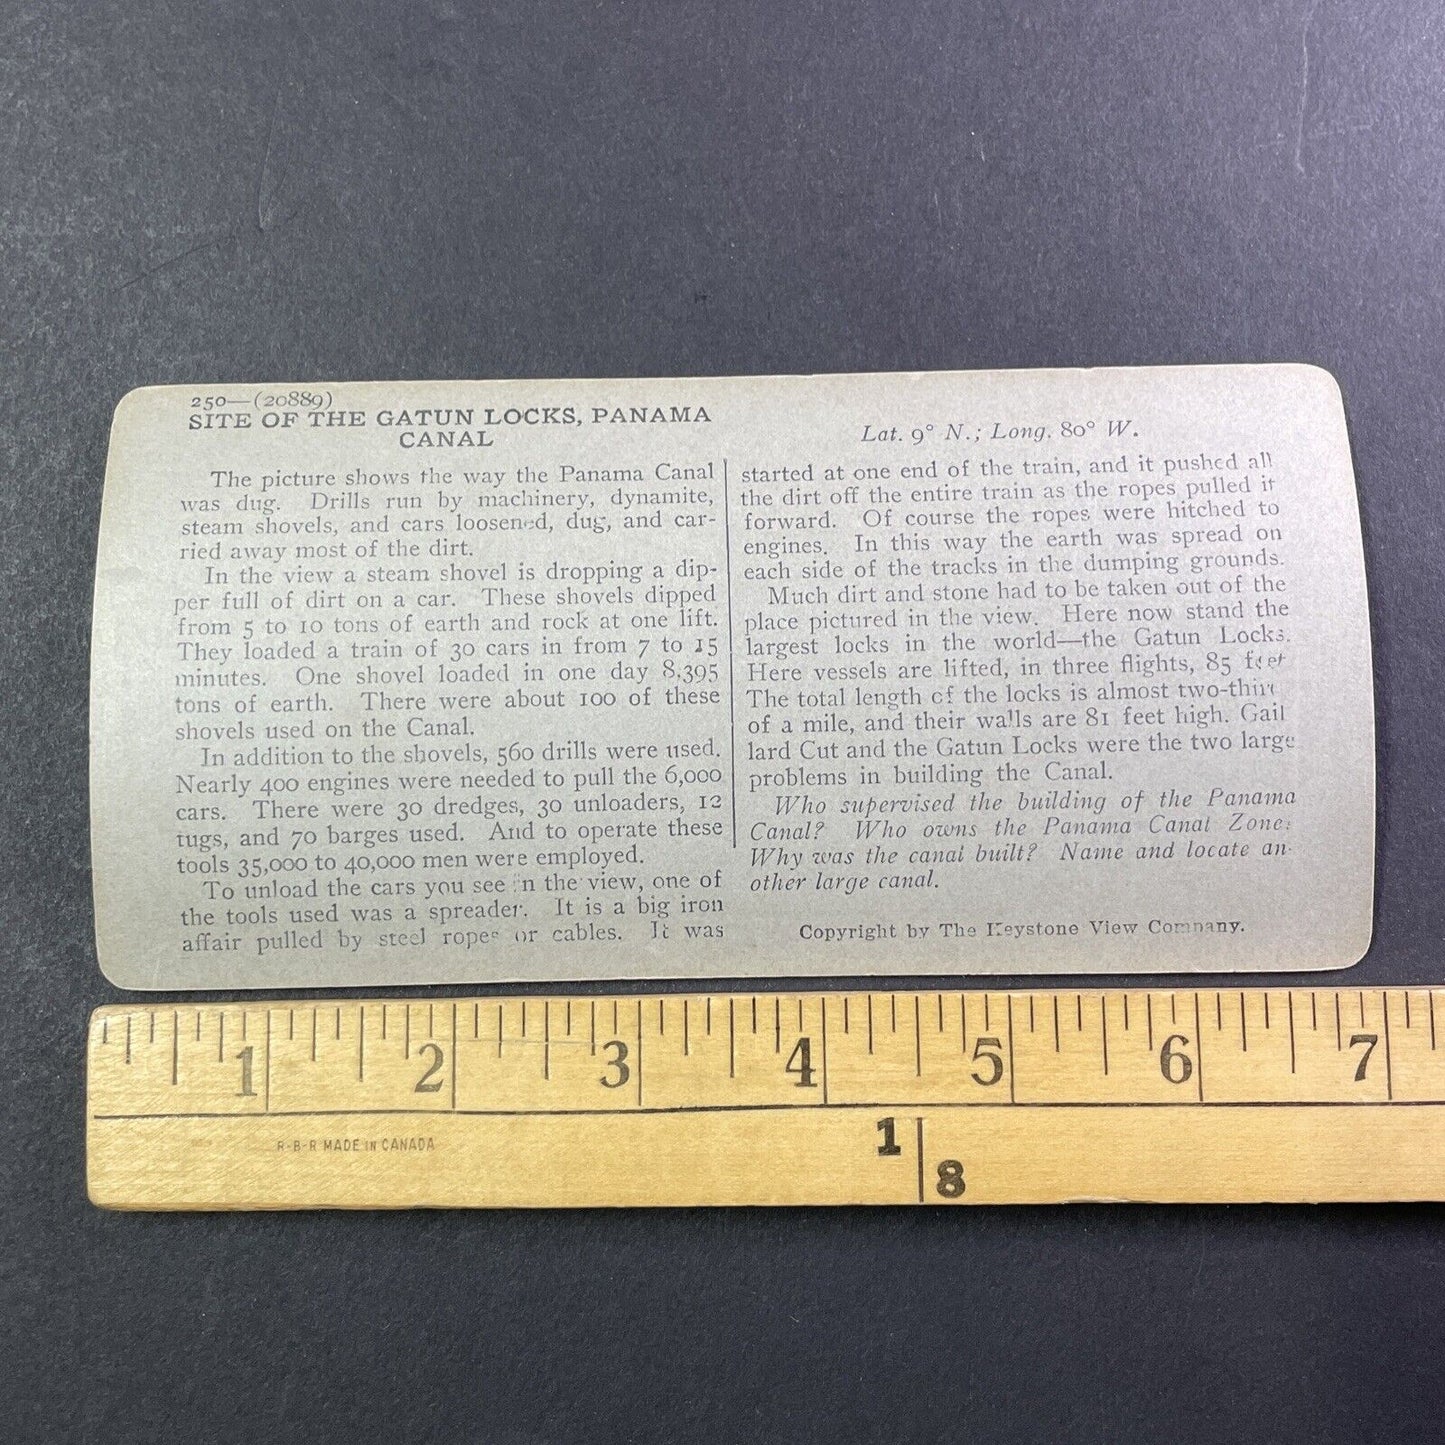 250—(20889)
SITE OF THE GATUN LOCKS, PANAMA
CANAL
The picture shows the way the Panama Canal
was dug. Drills run by machinery, dynamite,
steam shovels, and cars loosened, dug, and car-
ried away most of the dirt.
In the view a steam shovel is dropping a dip-
per full of dirt on a car. These shovels dipped
from 5 to 10 tons of earth and rock at one lift.
They loaded a train of 30 cars in from 7 to 15
minutes. One shovel loaded in one day 8,395
tons of earth. There were about 100 of these
shovels used on the Canal.
In addition to the shovels, 560 drills were used.
Nearly 400 engines were needed to pull the 6,000
cars. There were 30 dredges, 30 unloaders, 12
tugs, and 70 barges used. And to operate these
tools 35,000 to 40,000 men were employed.
To unload the cars you see in the view, one of
the tools used was a spreader. It is a big iron
affair pulled by steel ropes or cables. It was
Lat. 9° N.; Long. 80° W.
started at one end of the train, and it pushed all
the dirt off the entire train as the ropes pulled it
forward. Of course the ropes were hitched to
engines. In this way the earth was spread on
each side of the tracks in the dumping grounds.
Much dirt and stone had to be taken out of the
place pictured in the view. Here now stand the
largest locks in the world—the Gatun Locks.
Here vessels are lifted, in three flights, 85 feet
The total length of the locks is almost two-thir
of a mile, and their walls are 81 feet high. Gail
lard Cut and the Gatun Locks were the two large
problems in building the Canal.
Who supervised the building of the Panama
Canal? Who owns the Panama Canal Zone?
Why was the canal built? Name and locate an-
other large canal.
Copyright by The Keystone View Company.
1 2 3 4 5 6 7
R-B-R MADE IN CANADA
1 8